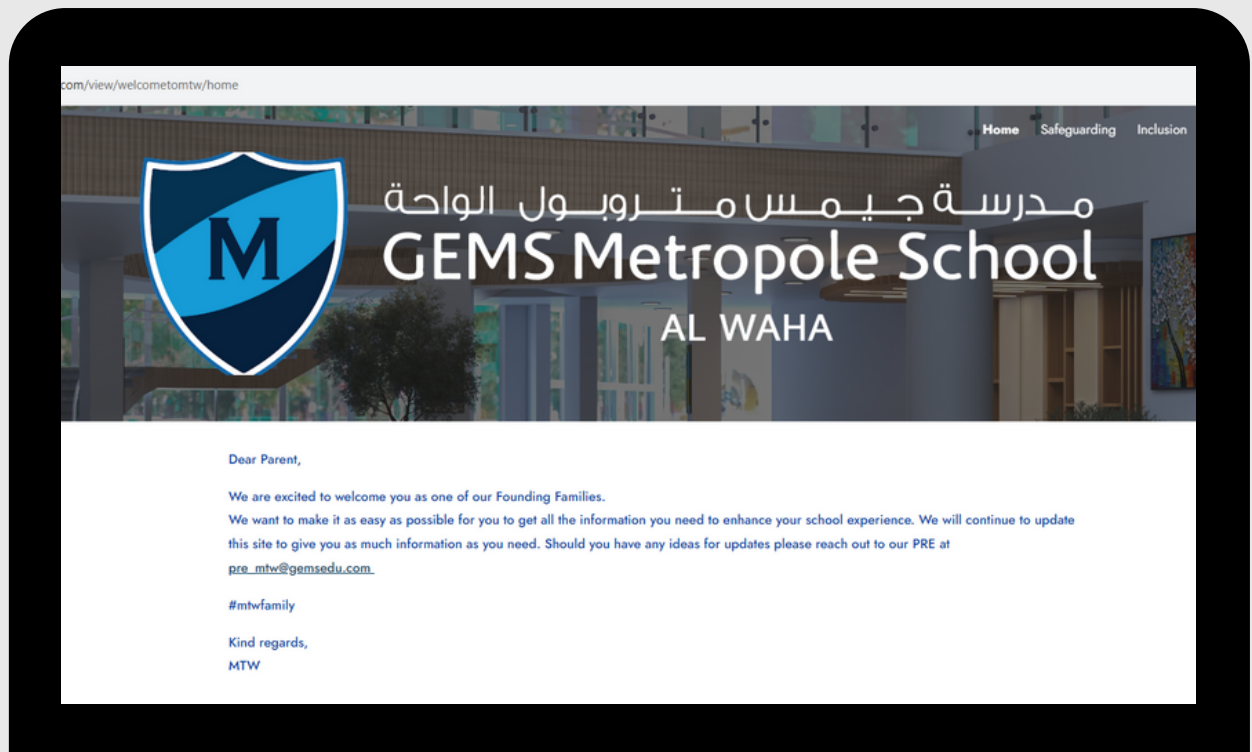 com/view/welcometomtw/home
Home Safeguarding Inclusion
M
مدرسة جيمس متروبول الواحة
GEMS Metropole School
AL WAHA
Dear Parent,
We are excited to welcome you as one of our Founding Families.
We want to make it as easy as possible for you to get all the information you need to enhance your school experience. We will continue to update
this site to give you as much information as you need. Should you have any ideas for updates please reach out to our PRE at
pre_mtw@gemsedu.com
#mtwfamily
Kind regards,
MTW